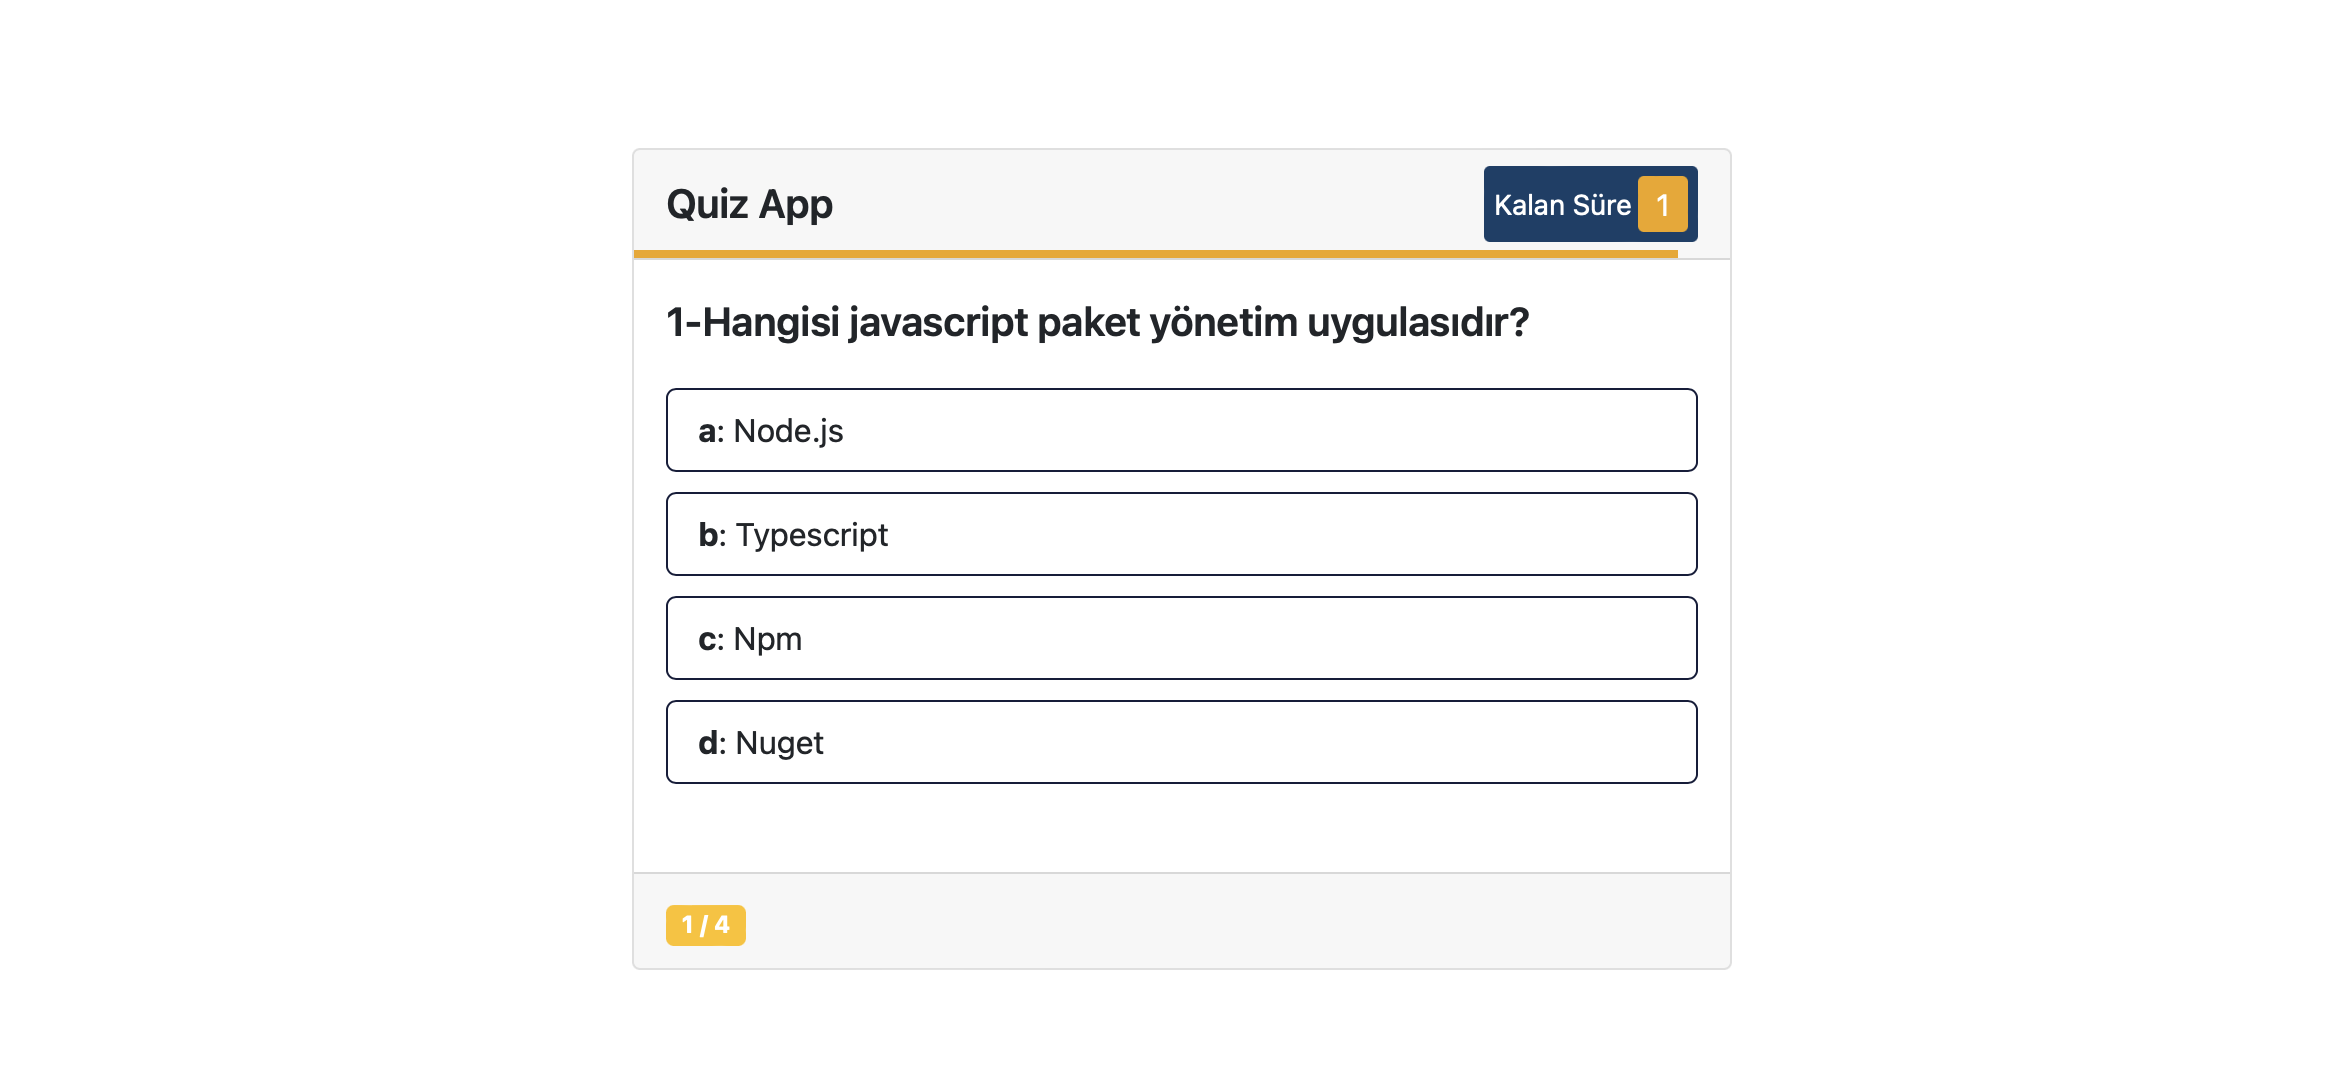 Quiz App
Kalan Süre 1
1-Hangisi javascript paket yönetim uygulasıdır?
a: Node.js
b: Typescript
c: Npm
d: Nuget
1 / 4